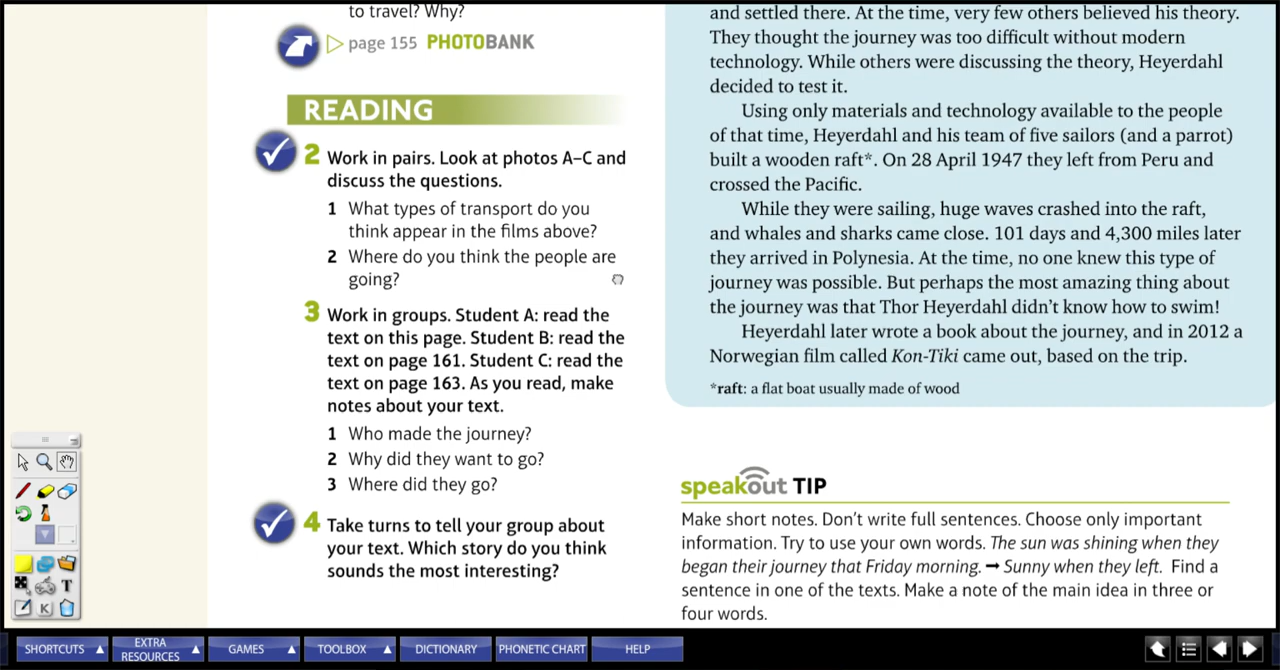 to travel? Why?
page 155 PHOTOBANK
READING
2 Work in pairs. Look at photos A–C and
discuss the questions.
1 What types of transport do you
think appear in the films above?
2 Where do you think the people are
going?
3 Work in groups. Student A: read the
text on this page. Student B: read the
text on page 161. Student C: read the
text on page 163. As you read, make
notes about your text.
1 Who made the journey?
2 Why did they want to go?
3 Where did they go?
4 Take turns to tell your group about
your text. Which story do you think
sounds the most interesting?
and settled there. At the time, very few others believed his theory.
They thought the journey was too difficult without modern
technology. While others were discussing the theory, Heyerdahl
decided to test it.
Using only materials and technology available to the people
of that time, Heyerdahl and his team of five sailors (and a parrot)
built a wooden raft*. On 28 April 1947 they left from Peru and
crossed the Pacific.
While they were sailing, huge waves crashed into the raft,
and whales and sharks came close. 101 days and 4,300 miles later
they arrived in Polynesia. At the time, no one knew this type of
journey was possible. But perhaps the most amazing thing about
the journey was that Thor Heyerdahl didn't know how to swim!
Heyerdahl later wrote a book about the journey, and in 2012 a
Norwegian film called Kon-Tiki came out, based on the trip.
*raft: a flat boat usually made of wood
speakout TIP
Make short notes. Don't write full sentences. Choose only important
information. Try to use your own words. The sun was shining when they
began their journey that Friday morning. ➞ Sunny when they left. Find a
sentence in one of the texts. Make a note of the main idea in three or
four words.
T
K
SHORTCUTS
EXTRA
RESOURCES
GAMES
TOOLBOX
DICTIONARY
PHONETIC CHART
HELP